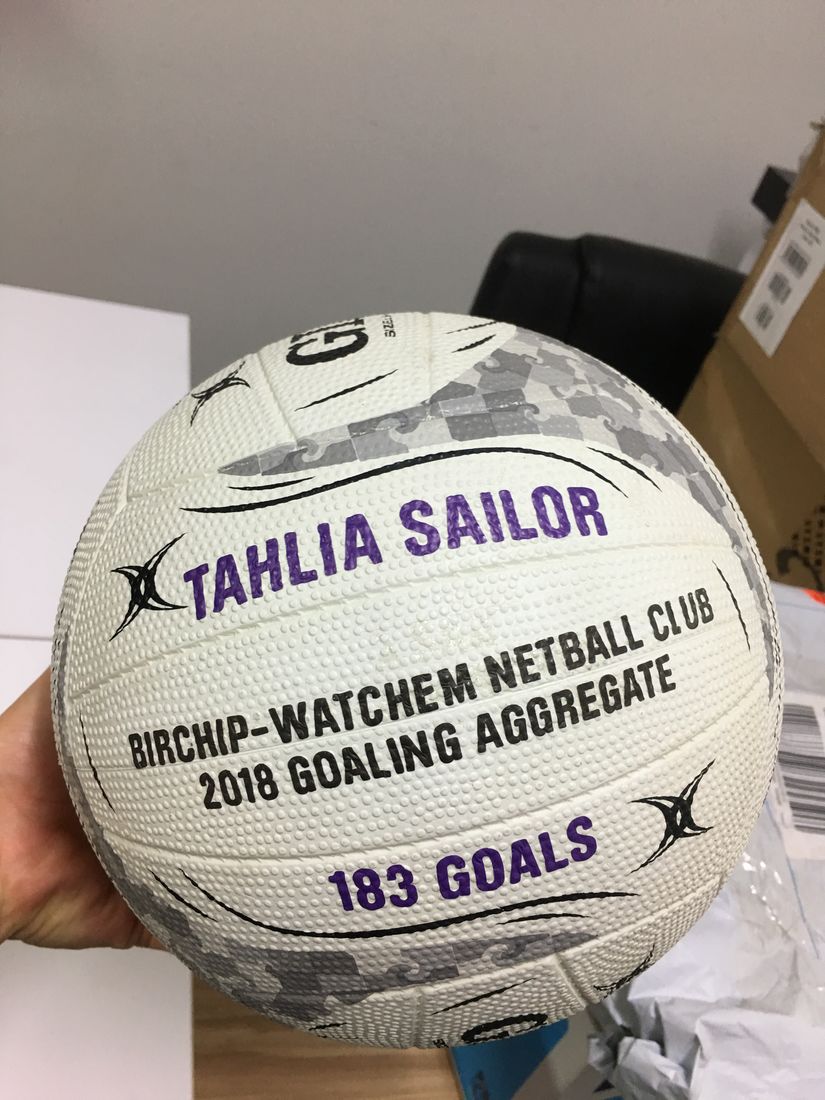 TAHLIA SAILOR
BIRCHIP-WATCHEM NETBALL CLUB
2018 GOALING AGGREGATE
183 GOALS